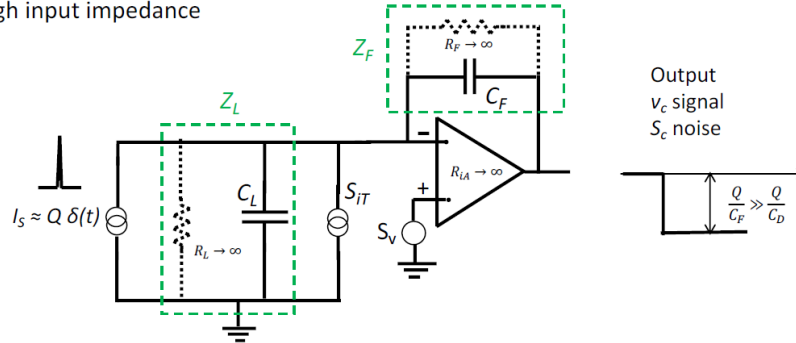 gh input impedance
Z_F
R_F → ∞
C_F
Z_L
Output
v_c signal
S_c noise
−
R_iA → ∞
+
C_L
S_iT
Q/C_F ≫ Q/C_D
I_S ≈ Q δ(t)
R_L → ∞
S_v